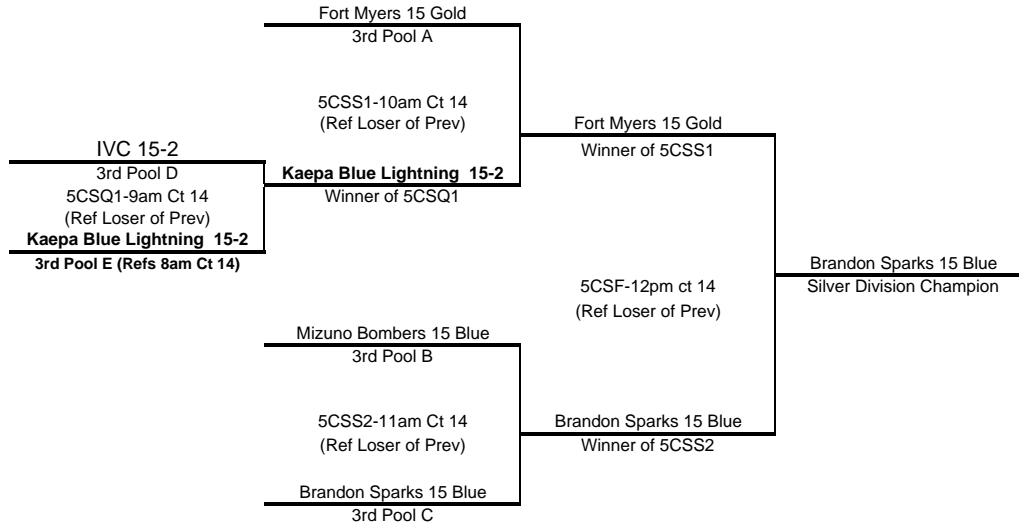 Fort Myers 15 Gold
3rd Pool A
5CSS1-10am Ct 14
(Ref Loser of Prev)
Fort Myers 15 Gold
Winner of 5CSS1
IVC 15-2
3rd Pool D
Kaepa Blue Lightning 15-2
Winner of 5CSQ1
5CSQ1-9am Ct 14
(Ref Loser of Prev)
Kaepa Blue Lightning 15-2
3rd Pool E (Refs 8am Ct 14)
Brandon Sparks 15 Blue
Silver Division Champion
5CSF-12pm ct 14
(Ref Loser of Prev)
Mizuno Bombers 15 Blue
3rd Pool B
5CSS2-11am Ct 14
(Ref Loser of Prev)
Brandon Sparks 15 Blue
Winner of 5CSS2
Brandon Sparks 15 Blue
3rd Pool C